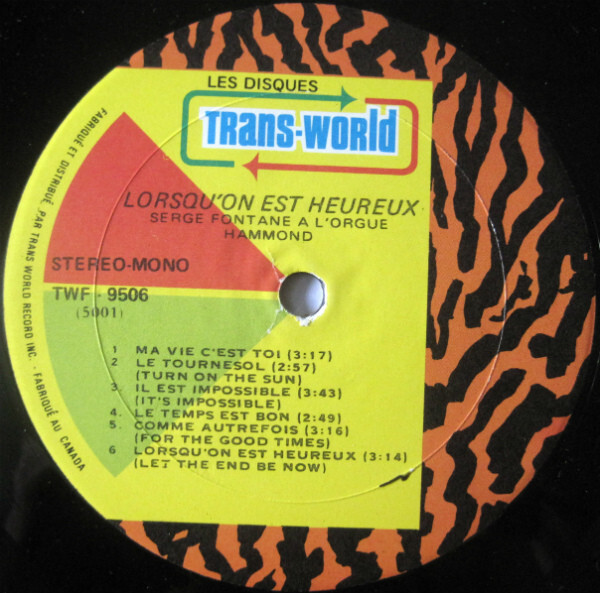 LES DISQUES
TRANS-WORLD
LORSQU'ON EST HEUREUX
SERGE FONTANE A L'ORGUE
HAMMOND
STEREO-MONO
TWF - 9506
(5001)
1 MA VIE C'EST TOI (3:17)
2 LE TOURNESOL (2:57)
(TURN ON THE SUN)
3. IL EST IMPOSSIBLE (3:43)
(IT'S IMPOSSIBLE)
4. LE TEMPS EST BON (2:49)
5. COMME AUTREFOIS (3:16)
(FOR THE GOOD TIMES)
6 LORSQU'ON EST HEUREUX (3:14)
(LET THE END BE NOW)
FABRIQUÉ ET DISTRIBUÉ, PAR TRANS WORLD RECORD INC. - FABRIQUÉ AU CANADA